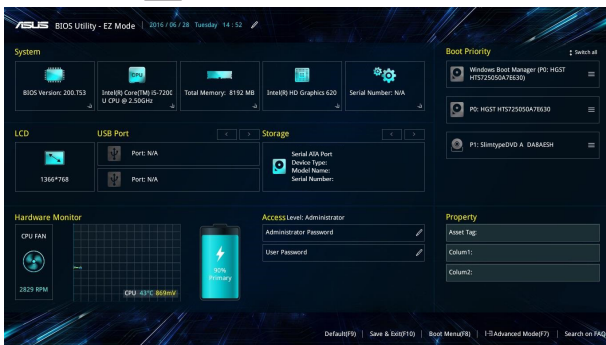 ASUS BIOS Utility - EZ Mode 2016 / 06 / 28 Tuesday 14 : 52
System
BIOS Version: 200.T53
CPU
Intel(R) Core(TM) i5-7200
U CPU @ 2.50GHz
Total Memory: 8192 MB
Intel(R) HD Graphics 620
Serial Number: N/A
Boot Priority
Switch all
Windows Boot Manager (P0: HGST
HTS725050A7E630)
P0: HGST HTS725050A7E630
P1: SlimtypeDVD A DA8AESH
LCD
1366*768
USB Port
Port: N/A
Port: N/A
Storage
Serial ATA Port
Device Type:
Model Name:
Serial Number:
Hardware Monitor
CPU FAN
2829 RPM
CPU 43°C 869mV
90%
Primary
Access Level: Administrator
Administrator Password
User Password
Property
Asset Tag:
Colum1:
Colum2:
Default(F9) | Save & Exit(F10) | Boot Menu(F8) | Advanced Mode(F7) | Search on FAQ